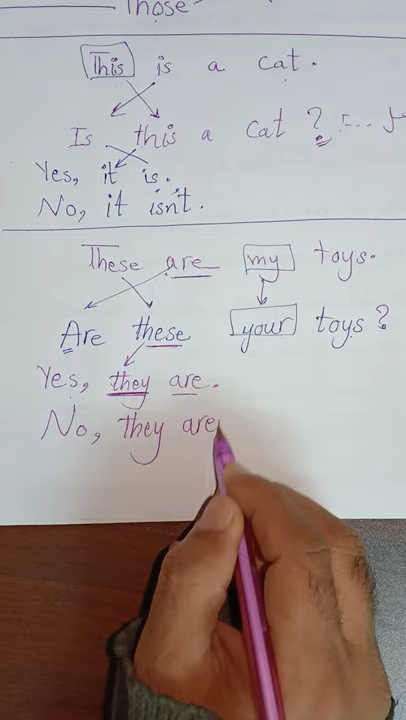 Those
This is a cat.
Is this a cat ?
Yes, it is.
No, it isn't.
These are my toys.
Are these your toys ?
Yes, they are.
No, they are